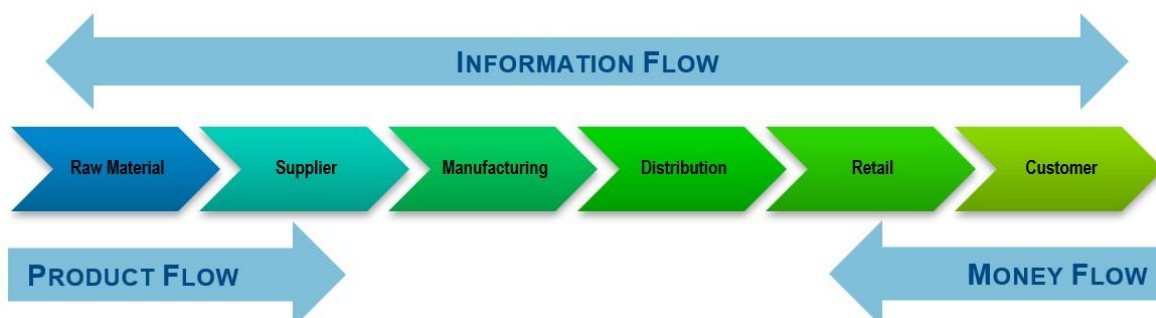 INFORMATION FLOW
Raw Material
Supplier
Manufacturing
Distribution
Retail
Customer
PRODUCT FLOW
MONEY FLOW